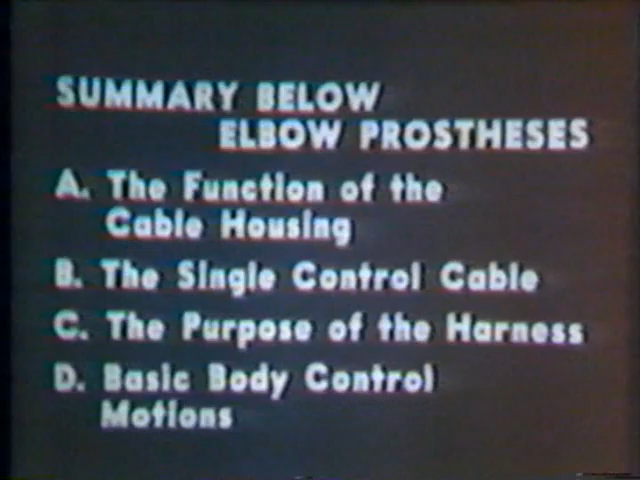 SUMMARY BELOW
ELBOW PROSTHESES
A. The Function of the
Cable Housing
B. The Single Control Cable
C. The Purpose of the Harness
D. Basic Body Control
Motions